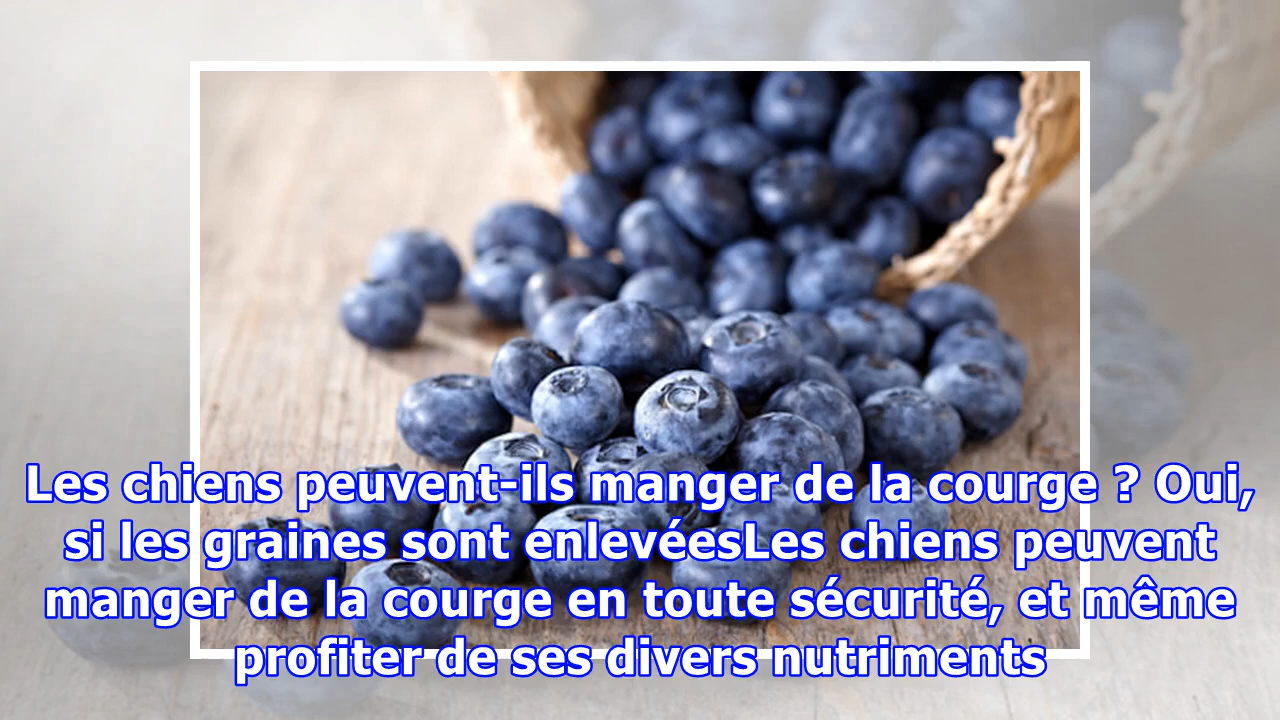 Les chiens peuvent-ils manger de la courge ? Oui,
si les graines sont enlevéesLes chiens peuvent
manger de la courge en toute sécurité, et même
profiter de ses divers nutriments